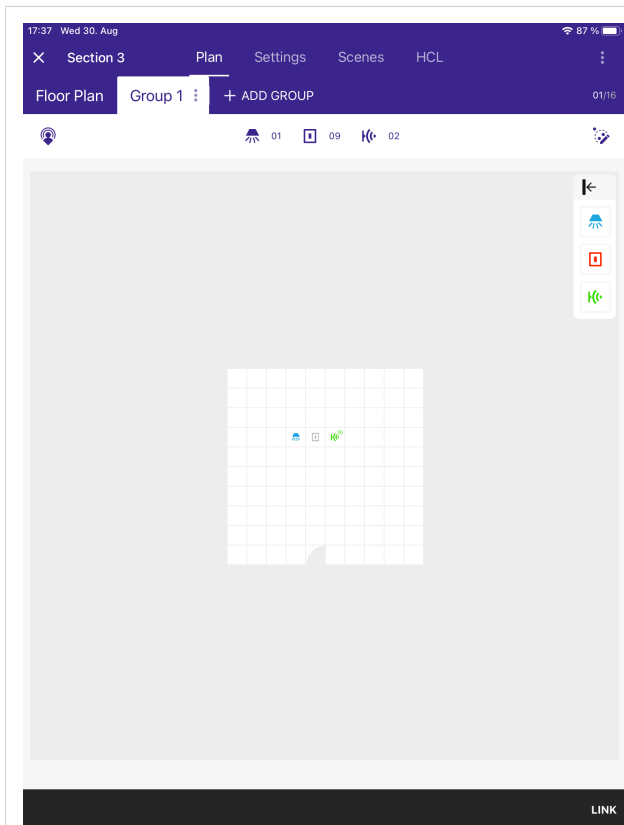 17:37 Wed 30. Aug 87 %
Section 3 Plan Settings Scenes HCL
Floor Plan Group 1 + ADD GROUP 01/16
01 09 02
26
LINK